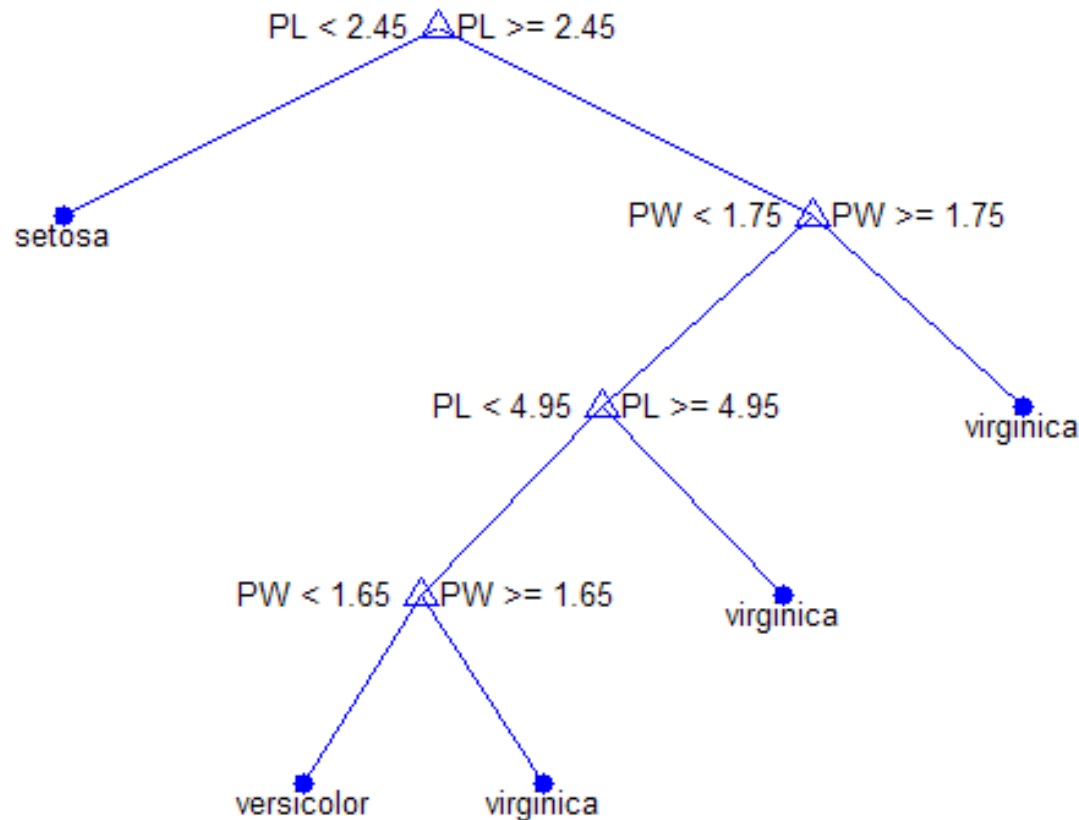 PL < 2.45 PL >= 2.45
setosa
PW < 1.75 PW >= 1.75
PL < 4.95 PL >= 4.95
virginica
PW < 1.65 PW >= 1.65
virginica
versicolor
virginica